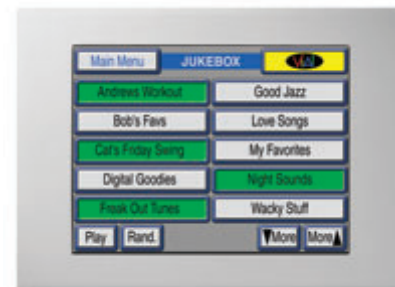 Main Menu JUKEBOX
Andrews Workout Good Jazz
Bob's Favs Love Songs
Cat's Friday Swing My Favorites
Digital Goodies Night Sounds
Freak Out Tunes Wacky Stuff
Play Rand. More More